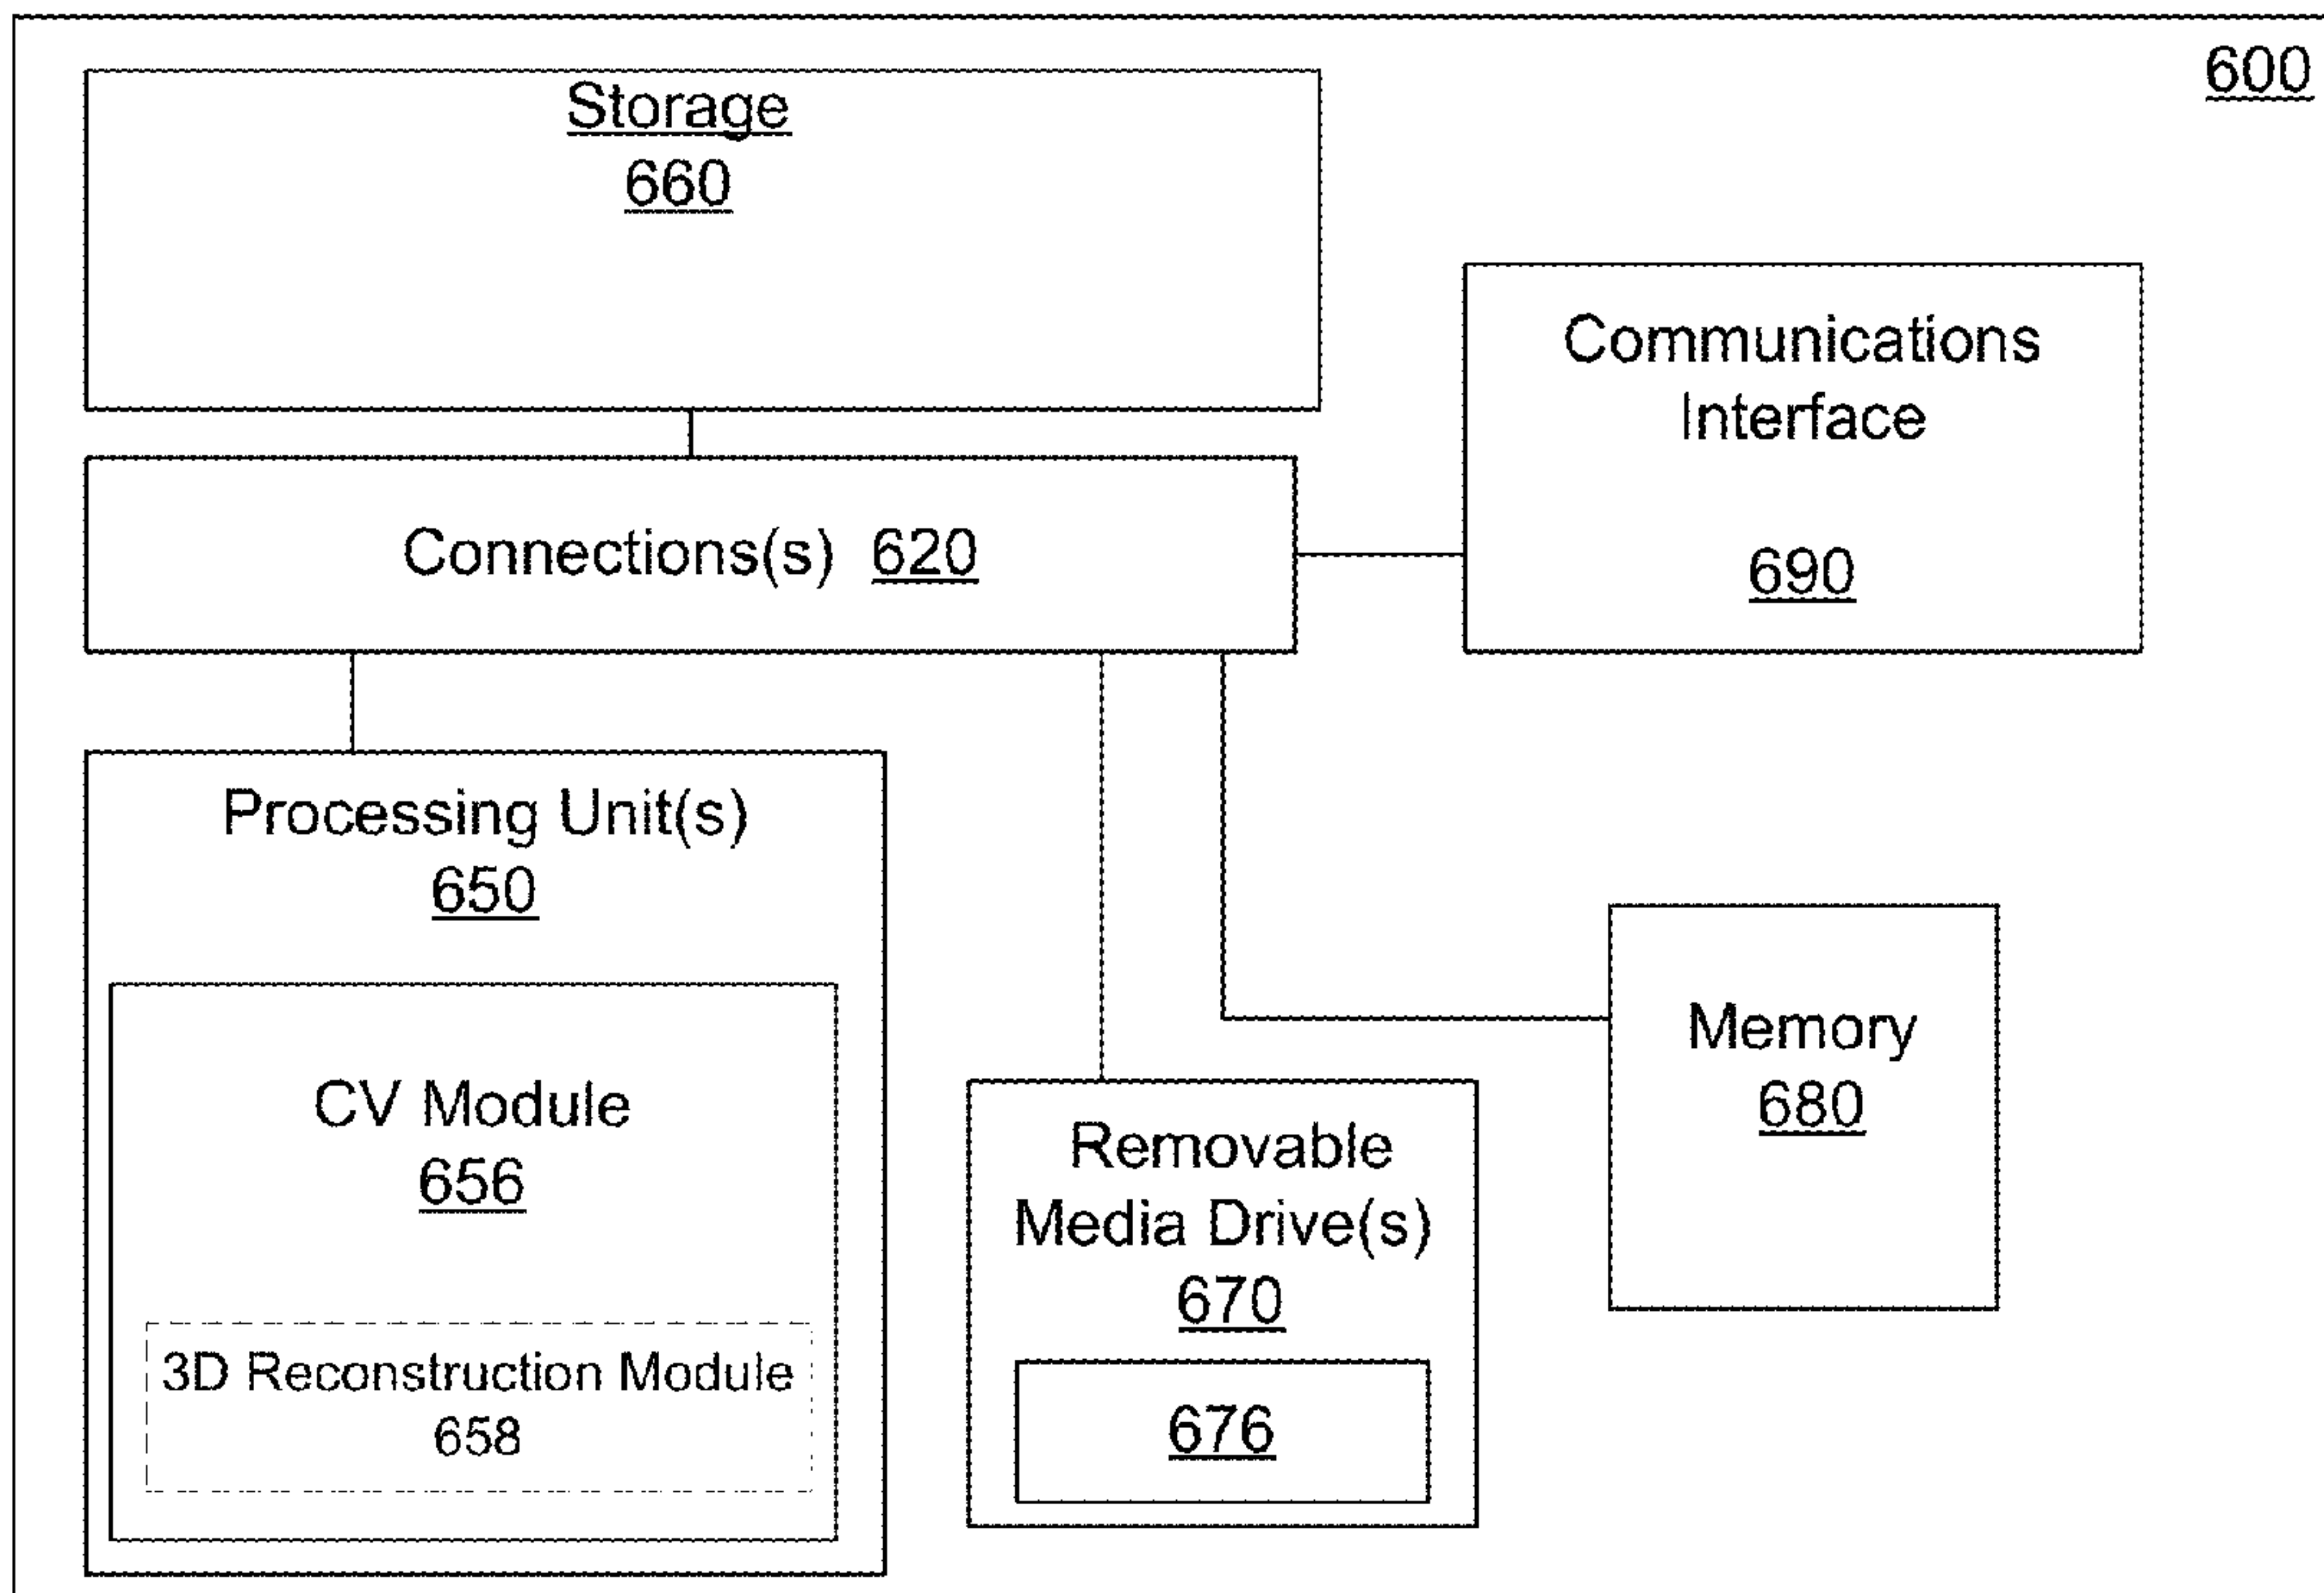 600
Storage
660
Communications
Interface
690
Connections(s) 620
Processing Unit(s)
650
CV Module
656
3D Reconstruction Module
658
Removable
Media Drive(s)
670
676
Memory
680